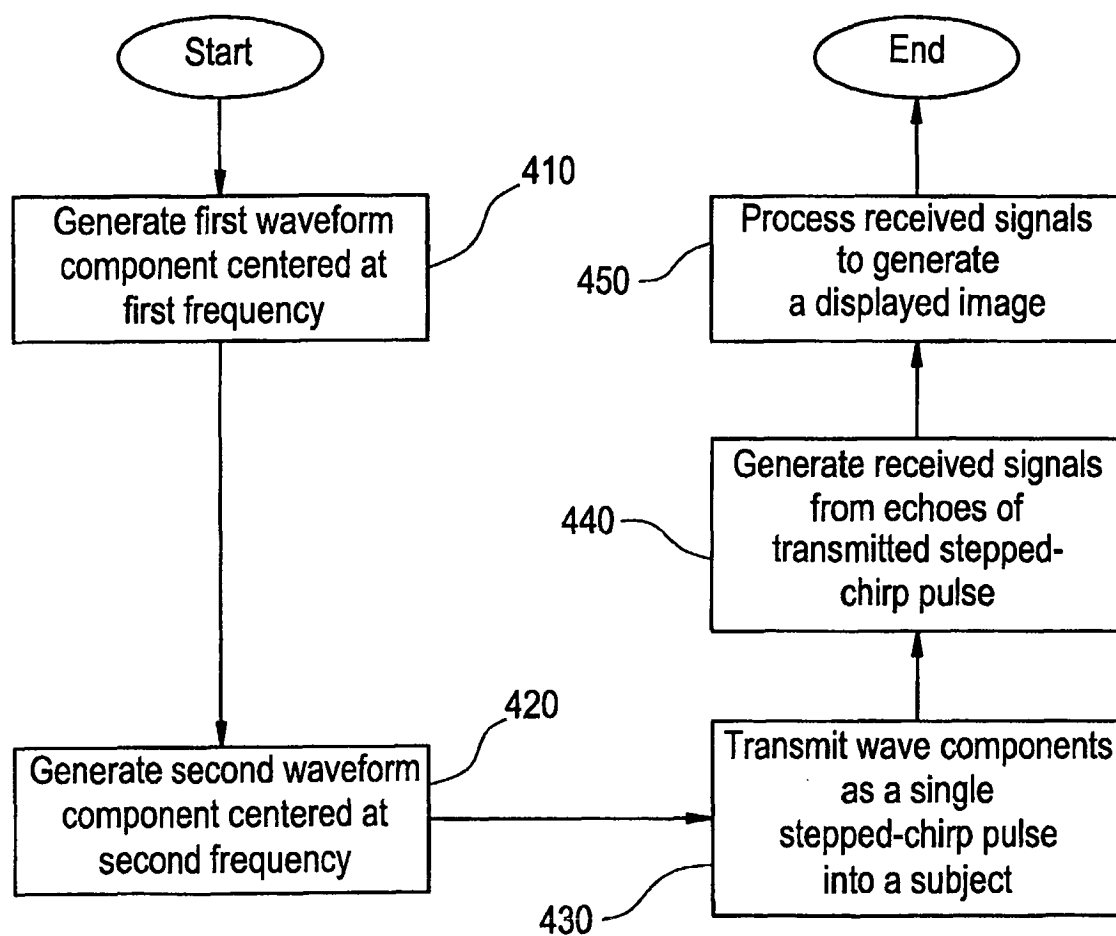 Start
410
Generate first waveform
component centered at
first frequency
420
Generate second waveform
component centered at
second frequency
Transmit wave components
as a single
stepped-chirp pulse
into a subject
430
Generate received signals
from echoes of
transmitted stepped-
chirp pulse
440
Process received signals
to generate
a displayed image
450
End